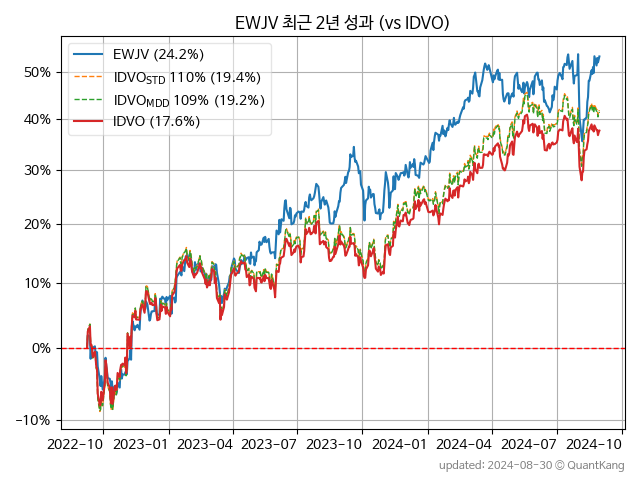 EWJV 최근 2년 성과 (vs IDVO)
EWJV (24.2%)
IDVO_STD 110% (19.4%)
IDVO_MDD 109% (19.2%)
IDVO (17.6%)
50%
40%
30%
20%
10%
0%
−10%
2022-10 2023-01 2023-04 2023-07 2023-10 2024-01 2024-04 2024-07 2024-10
updated: 2024-08-30 © QuantKang